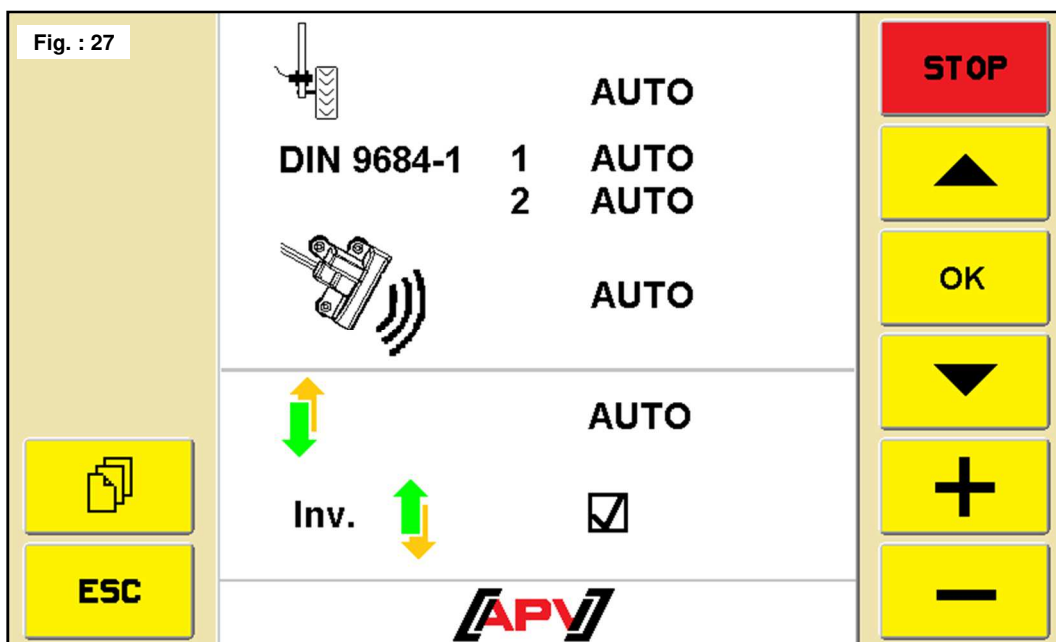 Fig. : 27
AUTO
DIN 9684-1 1 AUTO
2 AUTO
AUTO
AUTO
Inv.
STOP
OK
ESC
APV